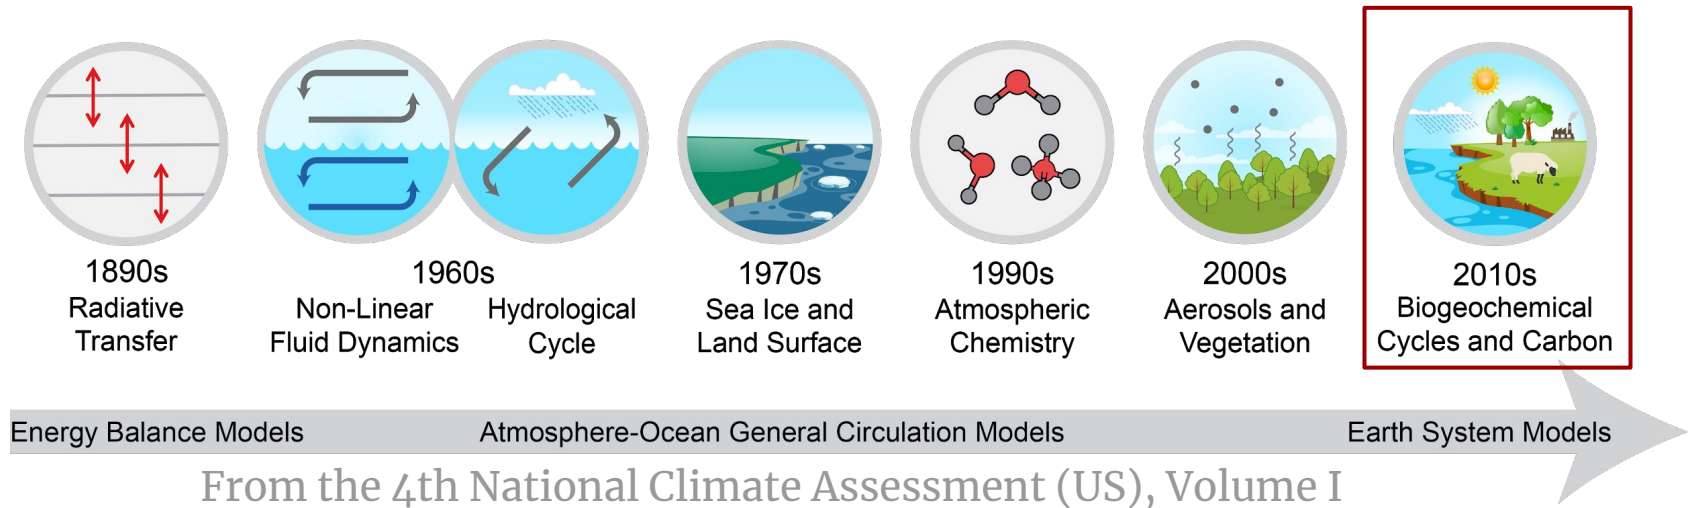 1890s
Radiative
Transfer
1960s
Non-Linear
Fluid Dynamics
Hydrological
Cycle
1970s
Sea Ice and
Land Surface
1990s
Atmospheric
Chemistry
2000s
Aerosols and
Vegetation
2010s
Biogeochemical
Cycles and Carbon
Energy Balance Models
Atmosphere-Ocean General Circulation Models
Earth System Models
From the 4th National Climate Assessment (US), Volume I